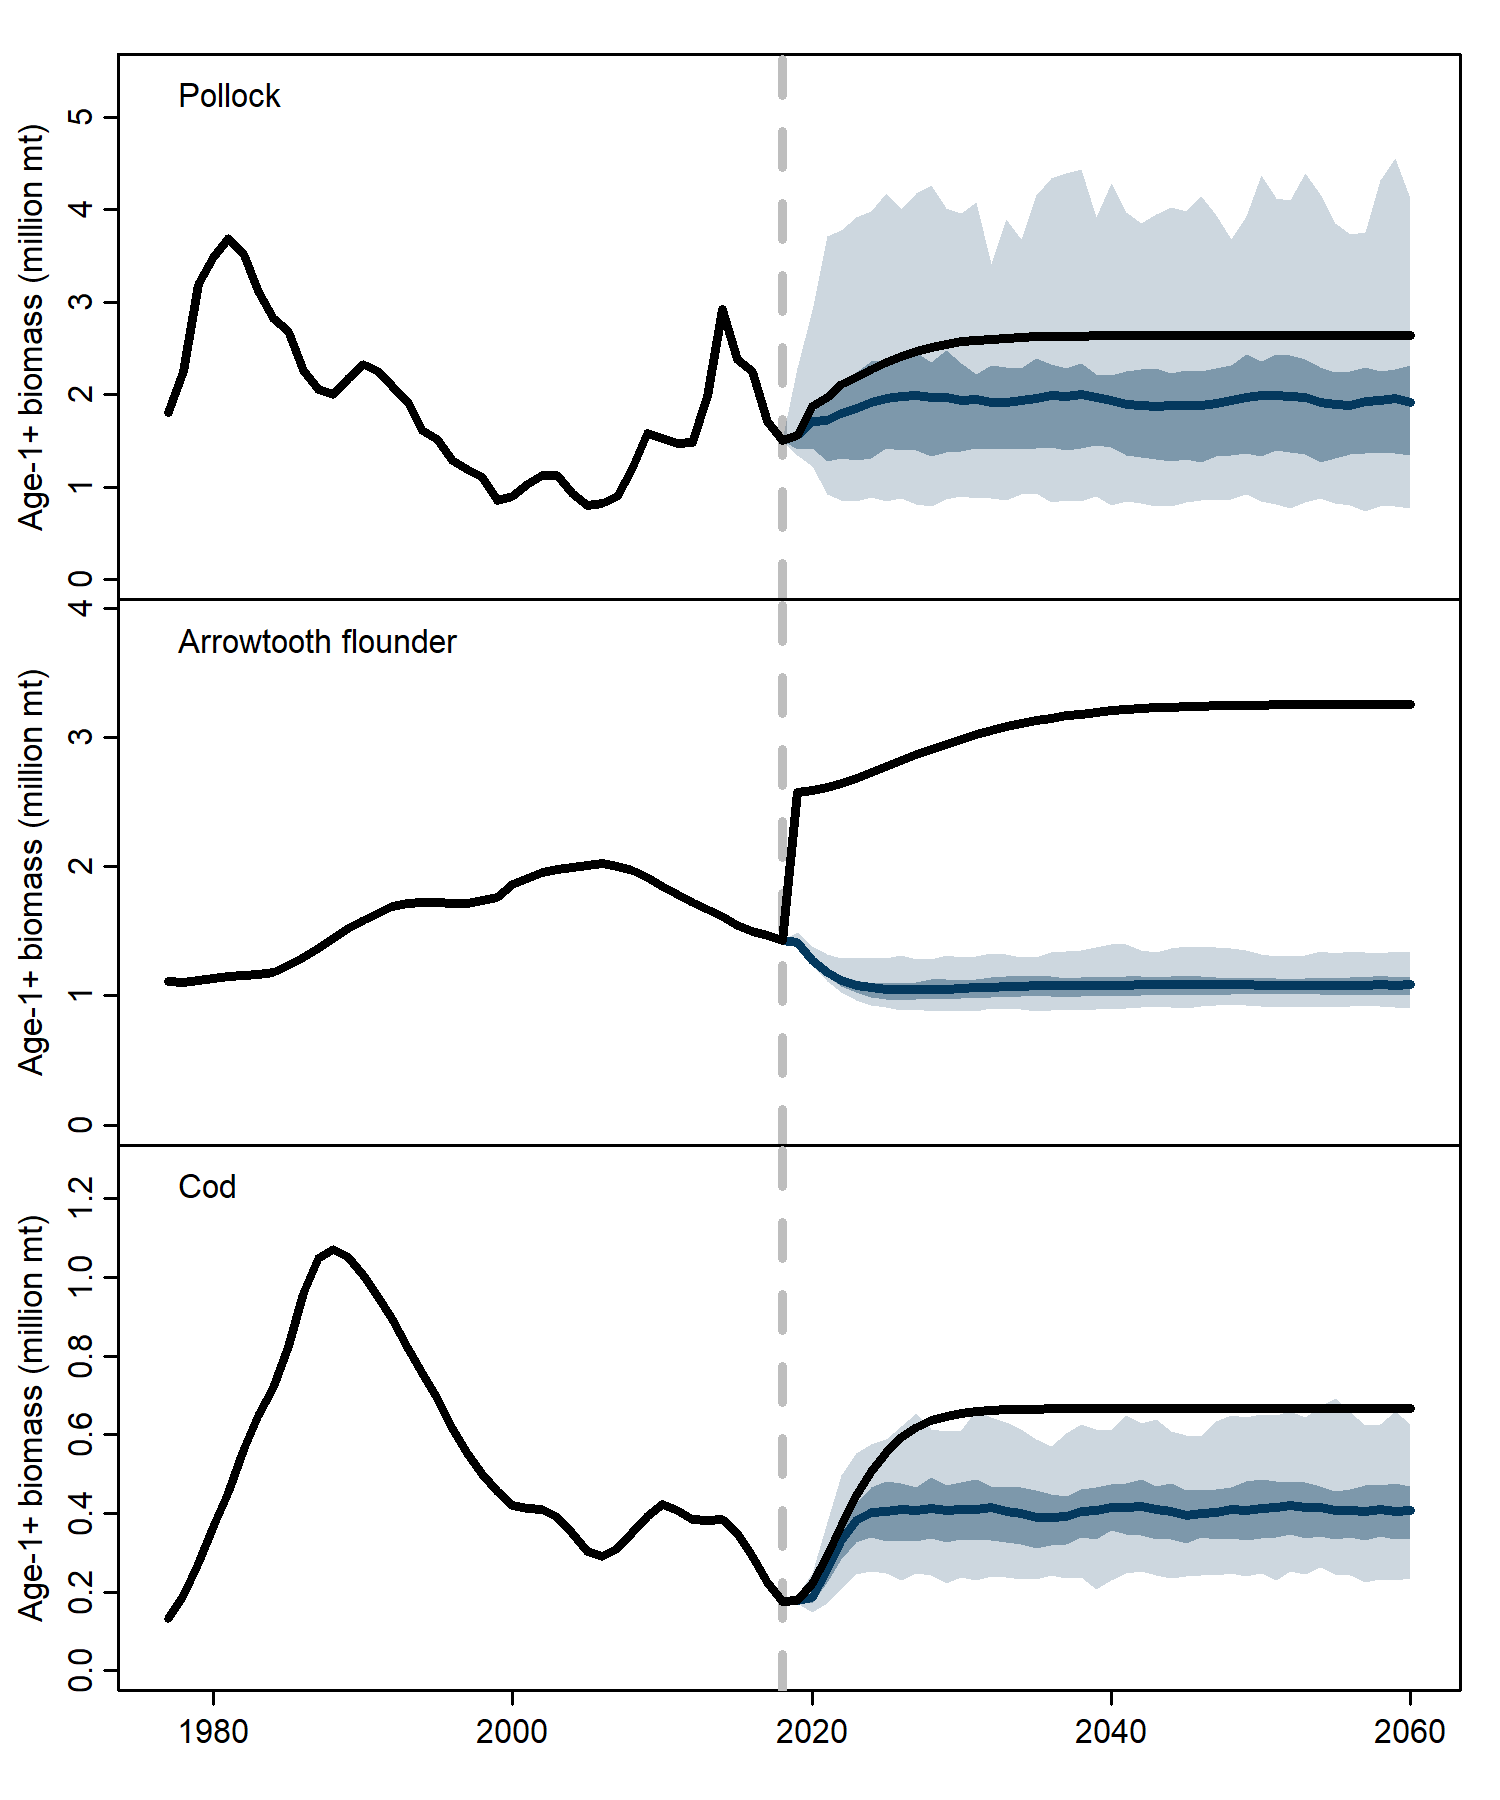 Pollock
Age-1+ biomass (million mt)
5
4
3
2
1
0
Arrowtooth flounder
Age-1+ biomass (million mt)
4
3
2
1
0
Cod
Age-1+ biomass (million mt)
1.2
1.0
0.8
0.6
0.4
0.2
0.0
1980 2000 2020 2040 2060